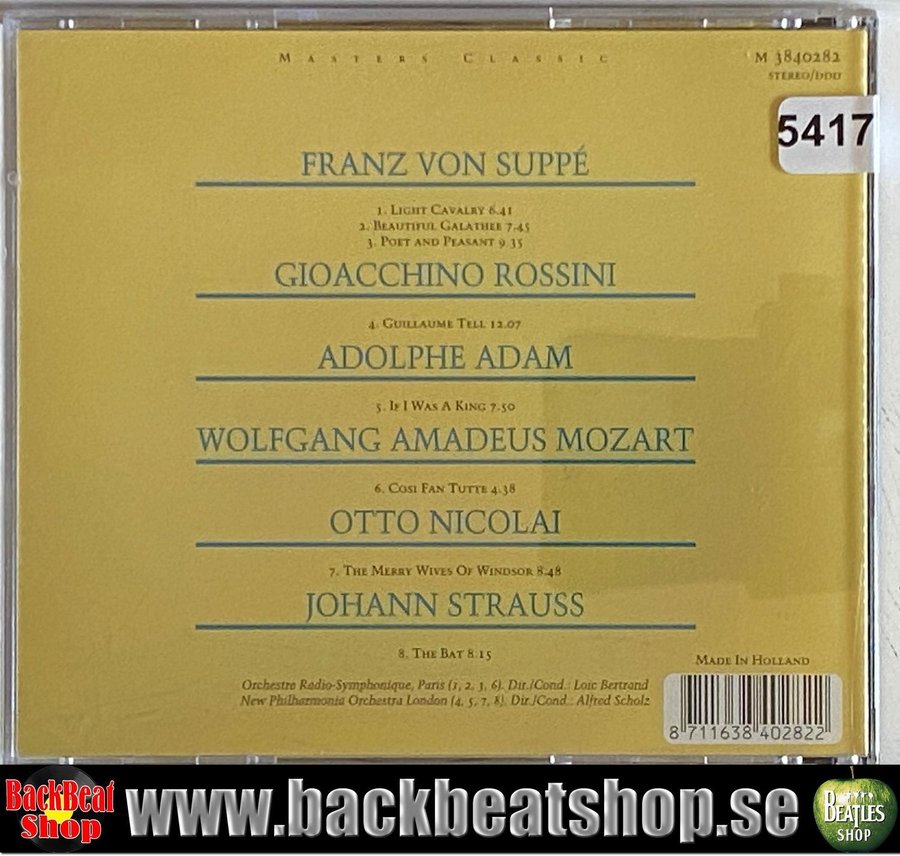 MASTERS CLASSIC
M 3840282
STEREO/DDD
5417
FRANZ VON SUPPÉ
1. LIGHT CAVALRY 6.41
2. BEAUTIFUL GALATHEE 7.45
3. POET AND PEASANT 9.35
GIOACCHINO ROSSINI
4. GUILLAUME TELL 12.07
ADOLPHE ADAM
5. IF I WAS A KING 7.50
WOLFGANG AMADEUS MOZART
6. COSI FAN TUTTE 4.38
OTTO NICOLAI
7. THE MERRY WIVES OF WINDSOR 8.48
JOHANN STRAUSS
8. THE BAT 8.15
MADE IN HOLLAND
Orchestre Radio-Symphonique, Paris (1, 2, 3, 6). Dir./Cond.: Loic Bertrand
New Philharmonia Orchestra London (4, 5, 7, 8). Dir./Cond.: Alfred Scholz
8 711638 402822
BackBeat
Shop
www.backbeatshop.se
BEATLES
SHOP